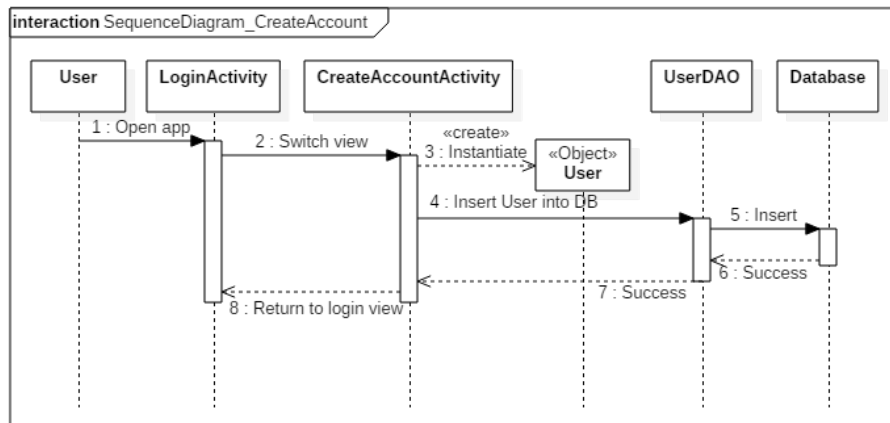 interaction SequenceDiagram_CreateAccount
User
LoginActivity
CreateAccountActivity
UserDAO
Database
1 : Open app
2 : Switch view
«create»
3 : Instantiate
«Object»
User
4 : Insert User into DB
5 : Insert
6 : Success
7 : Success
8 : Return to login view